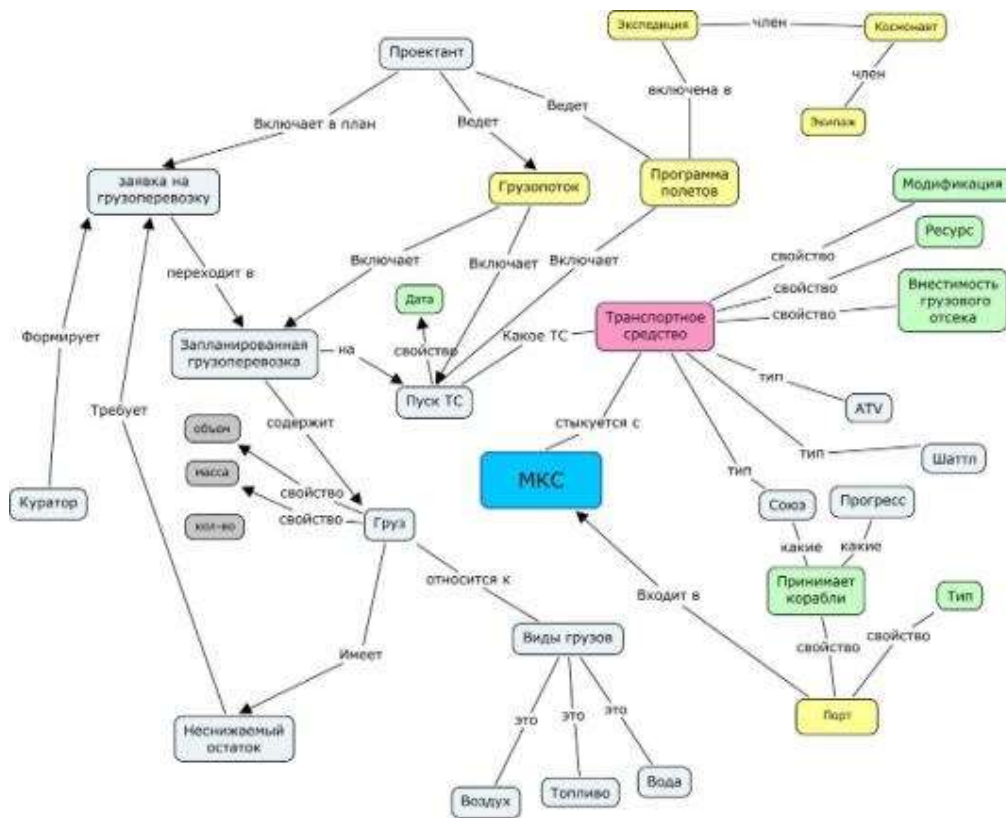 Экспедиция
член
Космонавт
Проектант
включена в
член
Экипаж
Включает в план
Ведет
Ведет
заявка на
грузоперевозку
Грузопоток
Программа
полетов
Модификация
Ресурс
свойство
переходит в
Включает
Включает
Включает
свойство
Вместимость
грузового
отсека
Дата
Транспортное
средство
свойство
Формирует
Запланированная
грузоперевозка
на
свойство
Какое ТС
Пуск ТС
тип
ATV
Требует
содержит
стыкуется с
объем
тип
Шаттл
масса
свойство
МКС
тип
Куратор
кол-во
свойство
Груз
Союз
Прогресс
какие
какие
относится к
Принимает
корабли
Тип
Входит в
Виды грузов
свойство
свойство
Имеет
Неснижаемый
остаток
это
это
это
Порт
Воздух
Топливо
Вода